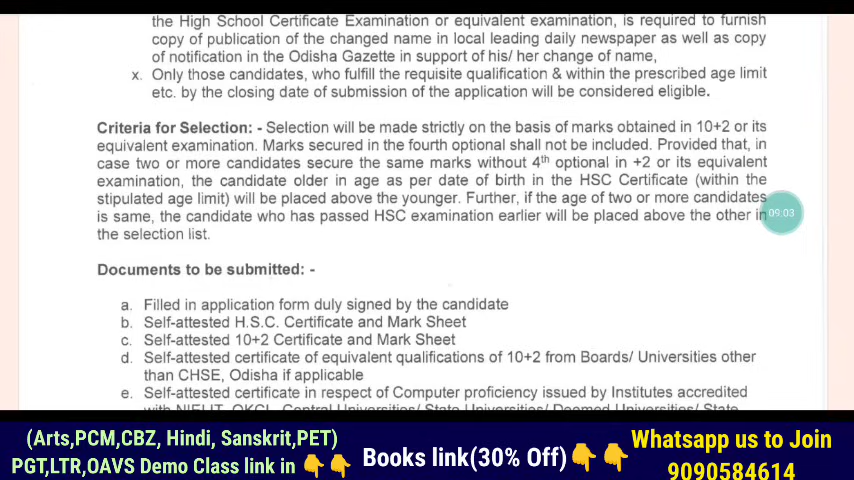 the High School Certificate Examination or equivalent examination, is required to furnish
copy of publication of the changed name in local leading daily newspaper as well as copy
of notification in the Odisha Gazette in support of his/ her change of name,
x. Only those candidates, who fulfill the requisite qualification & within the prescribed age limit
etc. by the closing date of submission of the application will be considered eligible.
Criteria for Selection: - Selection will be made strictly on the basis of marks obtained in 10+2 or its
equivalent examination. Marks secured in the fourth optional shall not be included. Provided that, in
case two or more candidates secure the same marks without 4th optional in +2 or its equivalent
examination, the candidate older in age as per date of birth in the HSC Certificate (within the
stipulated age limit) will be placed above the younger. Further, if the age of two or more candidates
is same, the candidate who has passed HSC examination earlier will be placed above the other in
the selection list.
09:03
Documents to be submitted: -
a. Filled in application form duly signed by the candidate
b. Self-attested H.S.C. Certificate and Mark Sheet
c. Self-attested 10+2 Certificate and Mark Sheet
d. Self-attested certificate of equivalent qualifications of 10+2 from Boards/ Universities other
than CHSE, Odisha if applicable
e. Self-attested certificate in respect of Computer proficiency issued by Institutes accredited
with NIELIT, OKCL, Central Universities/ State Universities/ Deemed Universities/ State
(Arts,PCM,CBZ, Hindi, Sanskrit,PET)
PGT,LTR,OAVS Demo Class link in 👇👇
Books link(30% Off)👇👇
Whatsapp us to Join
9090584614